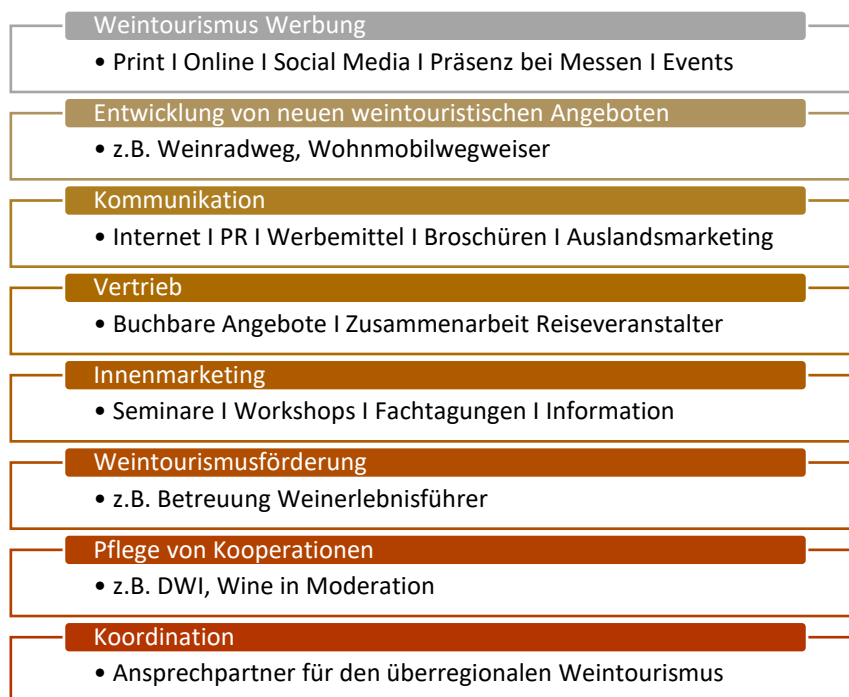 Weintourismus Werbung
• Print I Online I Social Media I Präsenz bei Messen I Events
Entwicklung von neuen weintouristischen Angeboten
• z.B. Weinradweg, Wohnmobilwegweiser
Kommunikation
• Internet I PR I Werbemittel I Broschüren I Auslandsmarketing
Vertrieb
• Buchbare Angebote I Zusammenarbeit Reiseveranstalter
Innenmarketing
• Seminare I Workshops I Fachtagungen I Information
Weintourismusförderung
• z.B. Betreuung Weinerlebnisführer
Pflege von Kooperationen
• z.B. DWI, Wine in Moderation
Koordination
• Ansprechpartner für den überregionalen Weintourismus